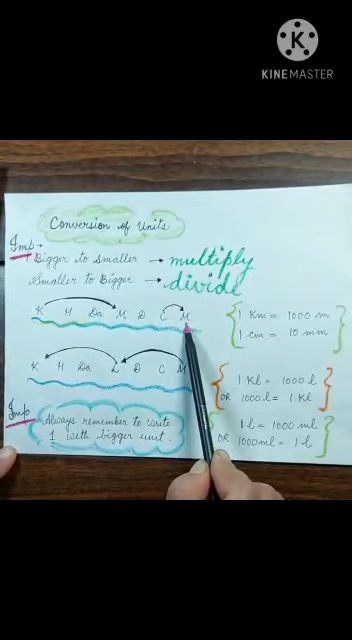 K
KINEMASTER
Conversion of Units
Imp→
Bigger to Smaller → multiply
Smaller to Bigger → divide
K H Da M D C M
1 Km = 1000 m
1 cm = 10 mm
K H Da L D C M
1 Kl = 1000 l
OR 1000 l = 1 Kl
Imp
Always remember to write
1 with bigger unit.
1 l = 1000 ml
OR 1000ml = 1 l